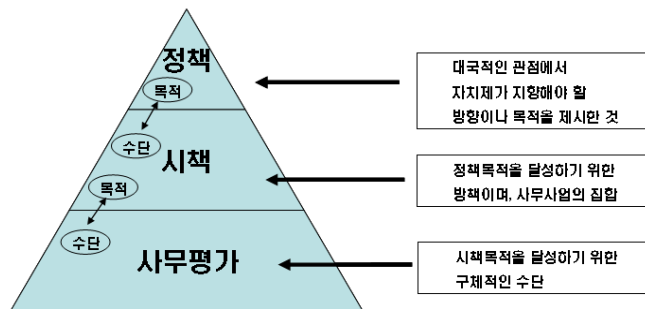 정책
목적
수단
시책
목적
수단
사무평가
대국적인 관점에서
자치제가 지향해야 할
방향이나 목적을 제시한 것
정책목적을 달성하기 위한
방책이며, 사무사업의 집합
시책목적을 달성하기 위한
구체적인 수단